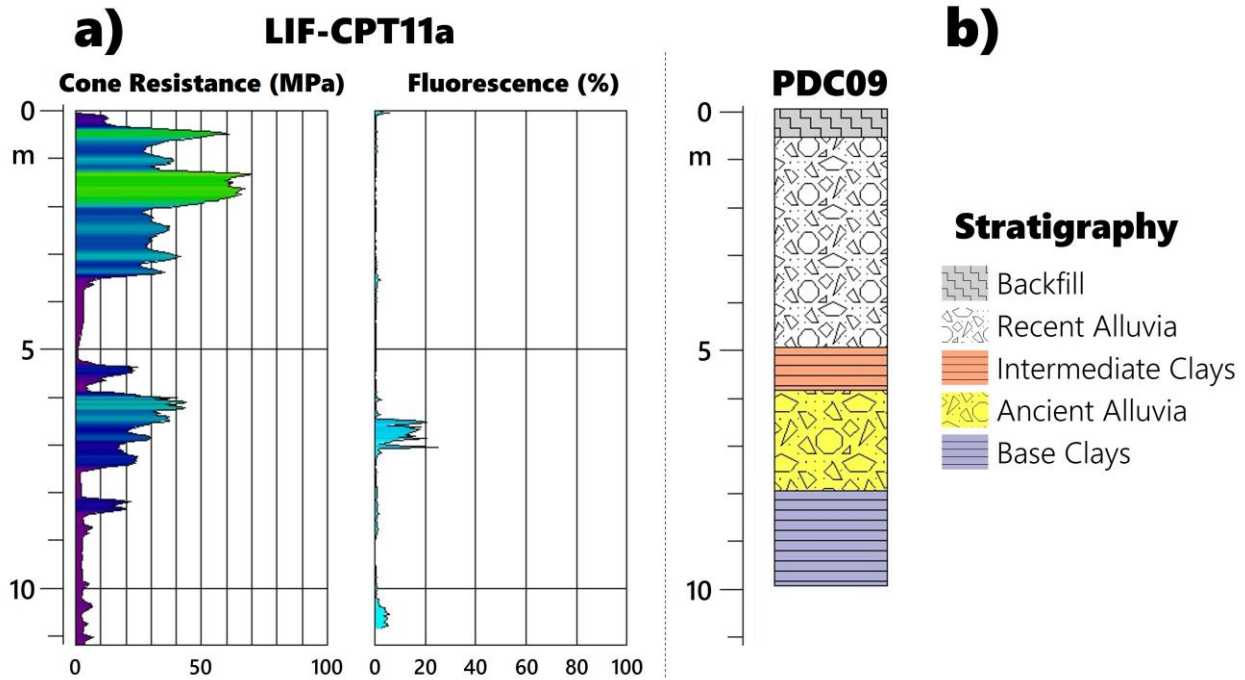 a)
LIF-CPT11a
b)
Cone Resistance (MPa)
Fluorescence (%)
PDC09
0
m
5
10
0 50 100
0 20 40 60 80 100
0
m
5
10
Stratigraphy
Backfill
Recent Alluvia
Intermediate Clays
Ancient Alluvia
Base Clays